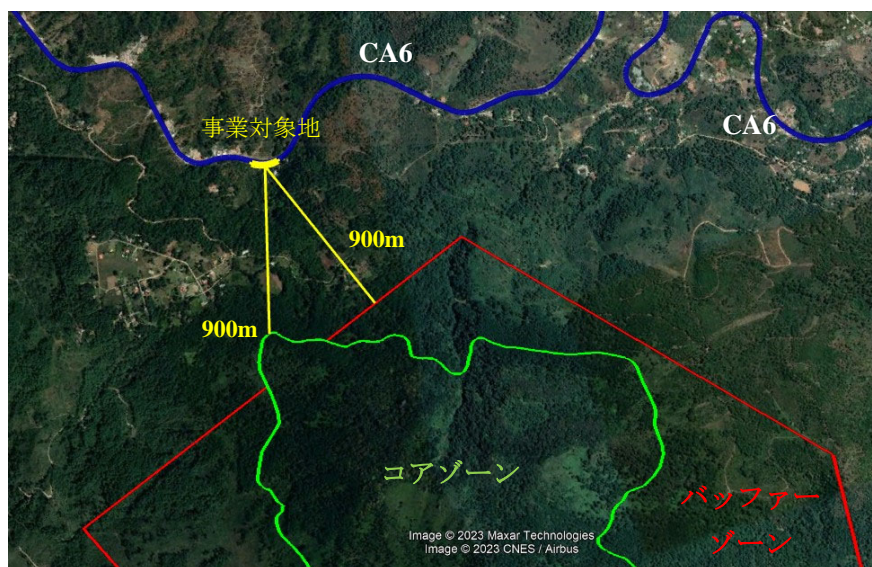 CA6
事業対象地
CA6
900m
900m
コアゾーン
バッファー
ゾーン
Image © 2023 Maxar Technologies
Image © 2023 CNES / Airbus